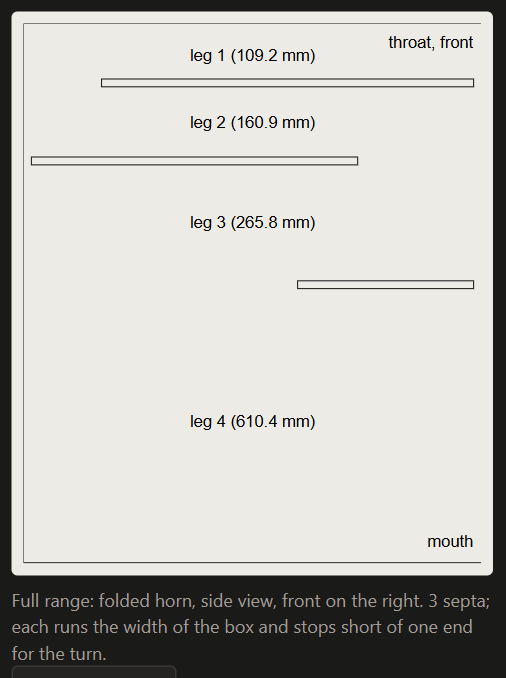 throat, front
leg 1 (109.2 mm)
leg 2 (160.9 mm)
leg 3 (265.8 mm)
leg 4 (610.4 mm)
mouth
Full range: folded horn, side view, front on the right. 3 septa;
each runs the width of the box and stops short of one end
for the turn.